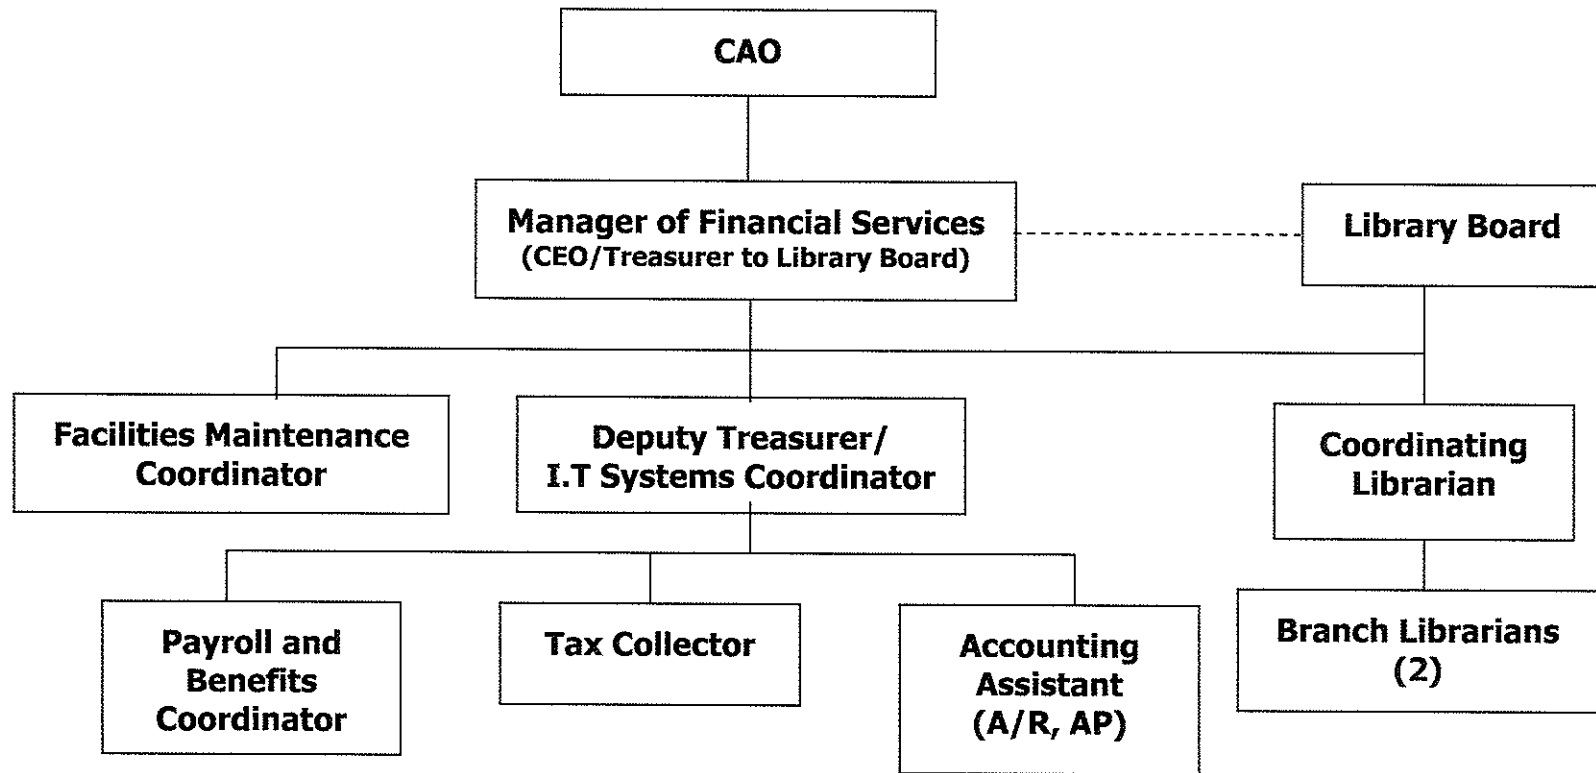 CAO
Manager of Financial Services
(CEO/Treasurer to Library Board)
Library Board
Facilities Maintenance
Coordinator
Deputy Treasurer/
I.T Systems Coordinator
Coordinating
Librarian
Payroll and
Benefits
Coordinator
Tax Collector
Accounting
Assistant
(A/R, AP)
Branch Librarians
(2)